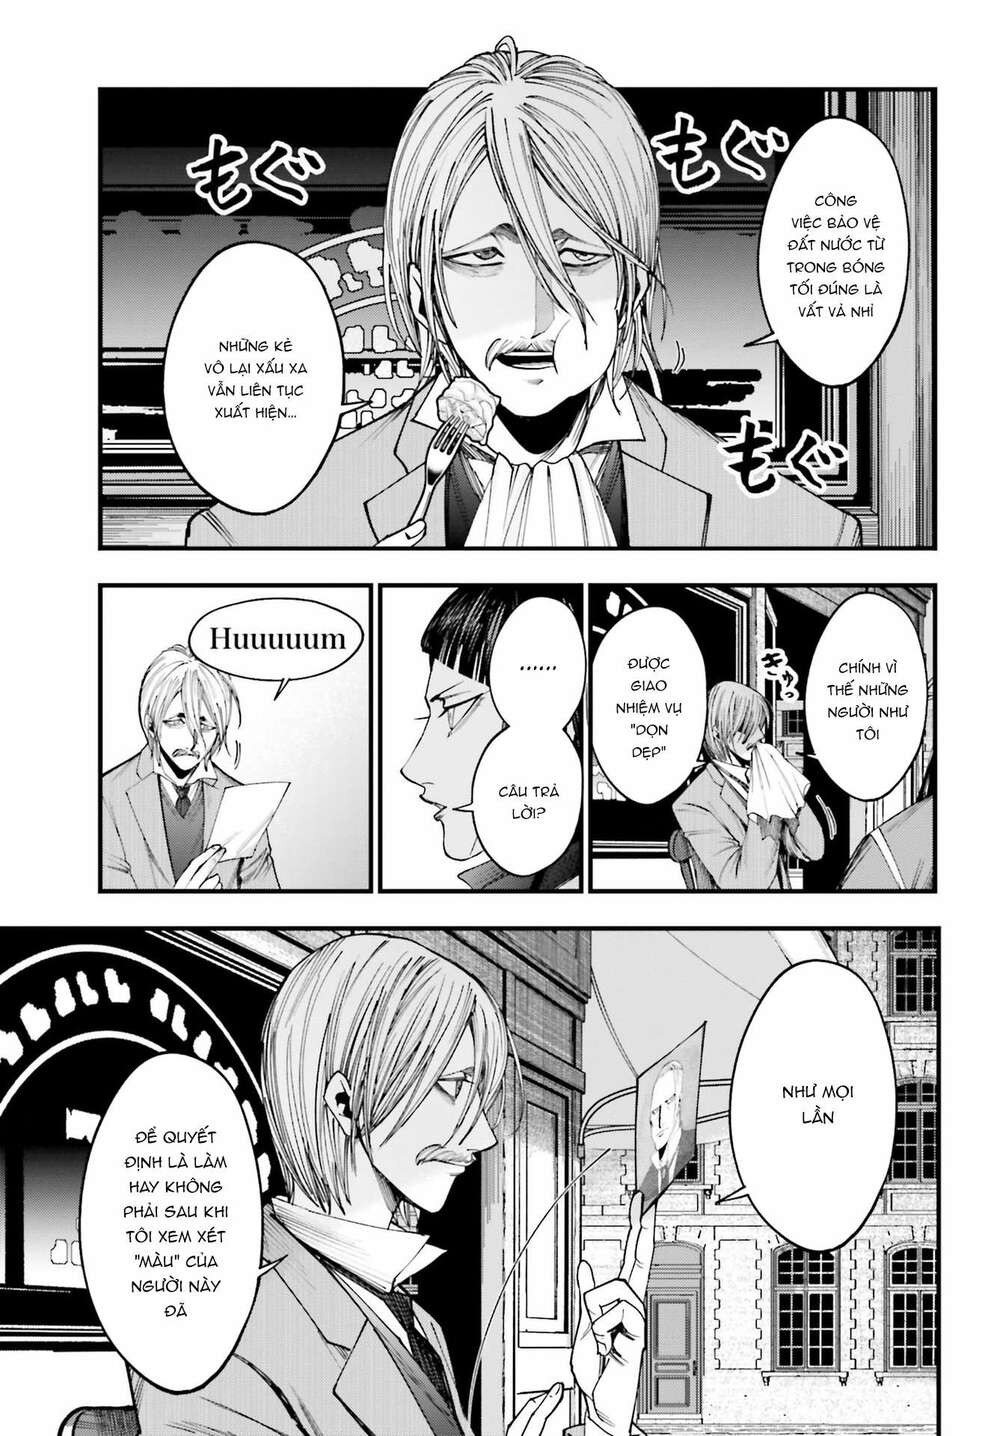 もぐ
もぐ
もぐ
CÔNG
VIỆC BẢO VỆ
ĐẤT NƯỚC TỪ
TRONG BÓNG
TỐI ĐÚNG LÀ
VẤT VẢ NHỈ
NHỮNG KẺ
VÔ LẠI XẤU XA
VẪN LIÊN TỤC
XUẤT HIỆN...
CHÍNH VÌ
THẾ NHỮNG
NGƯỜI NHƯ
TÔI
ĐƯỢC
GIAO
NHIỆM VỤ
"DỌN
DẸP"
きゅっ
......
CÂU TRẢ
LỜI?
Huuuuum
NHƯ MỌI
LẦN
ĐỂ QUYẾT
ĐỊNH LÀ LÀM
HAY KHÔNG
PHẢI SAU KHI
TÔI XEM XÉT
"MÀU" CỦA
NGƯỜI NÀY
ĐÃ